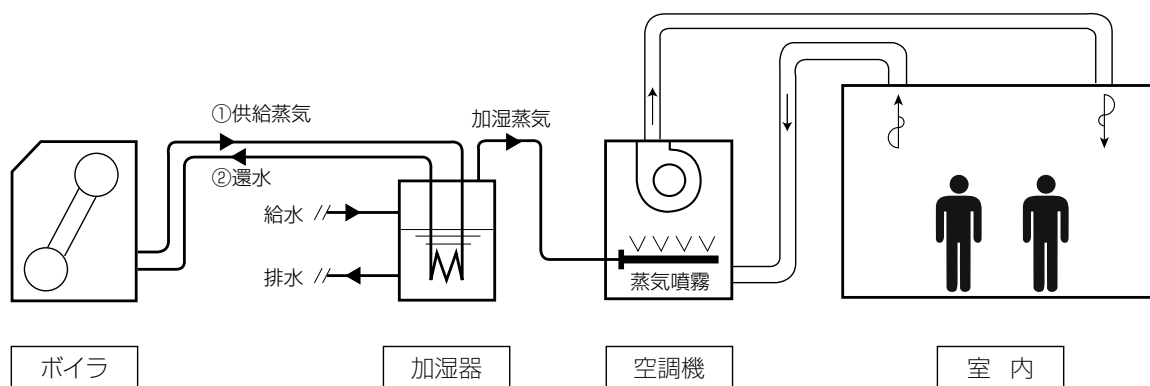 ①供給蒸気
②還水
給水
排水
加湿蒸気
蒸気噴霧
ボイラ
加湿器
空調機
室 内